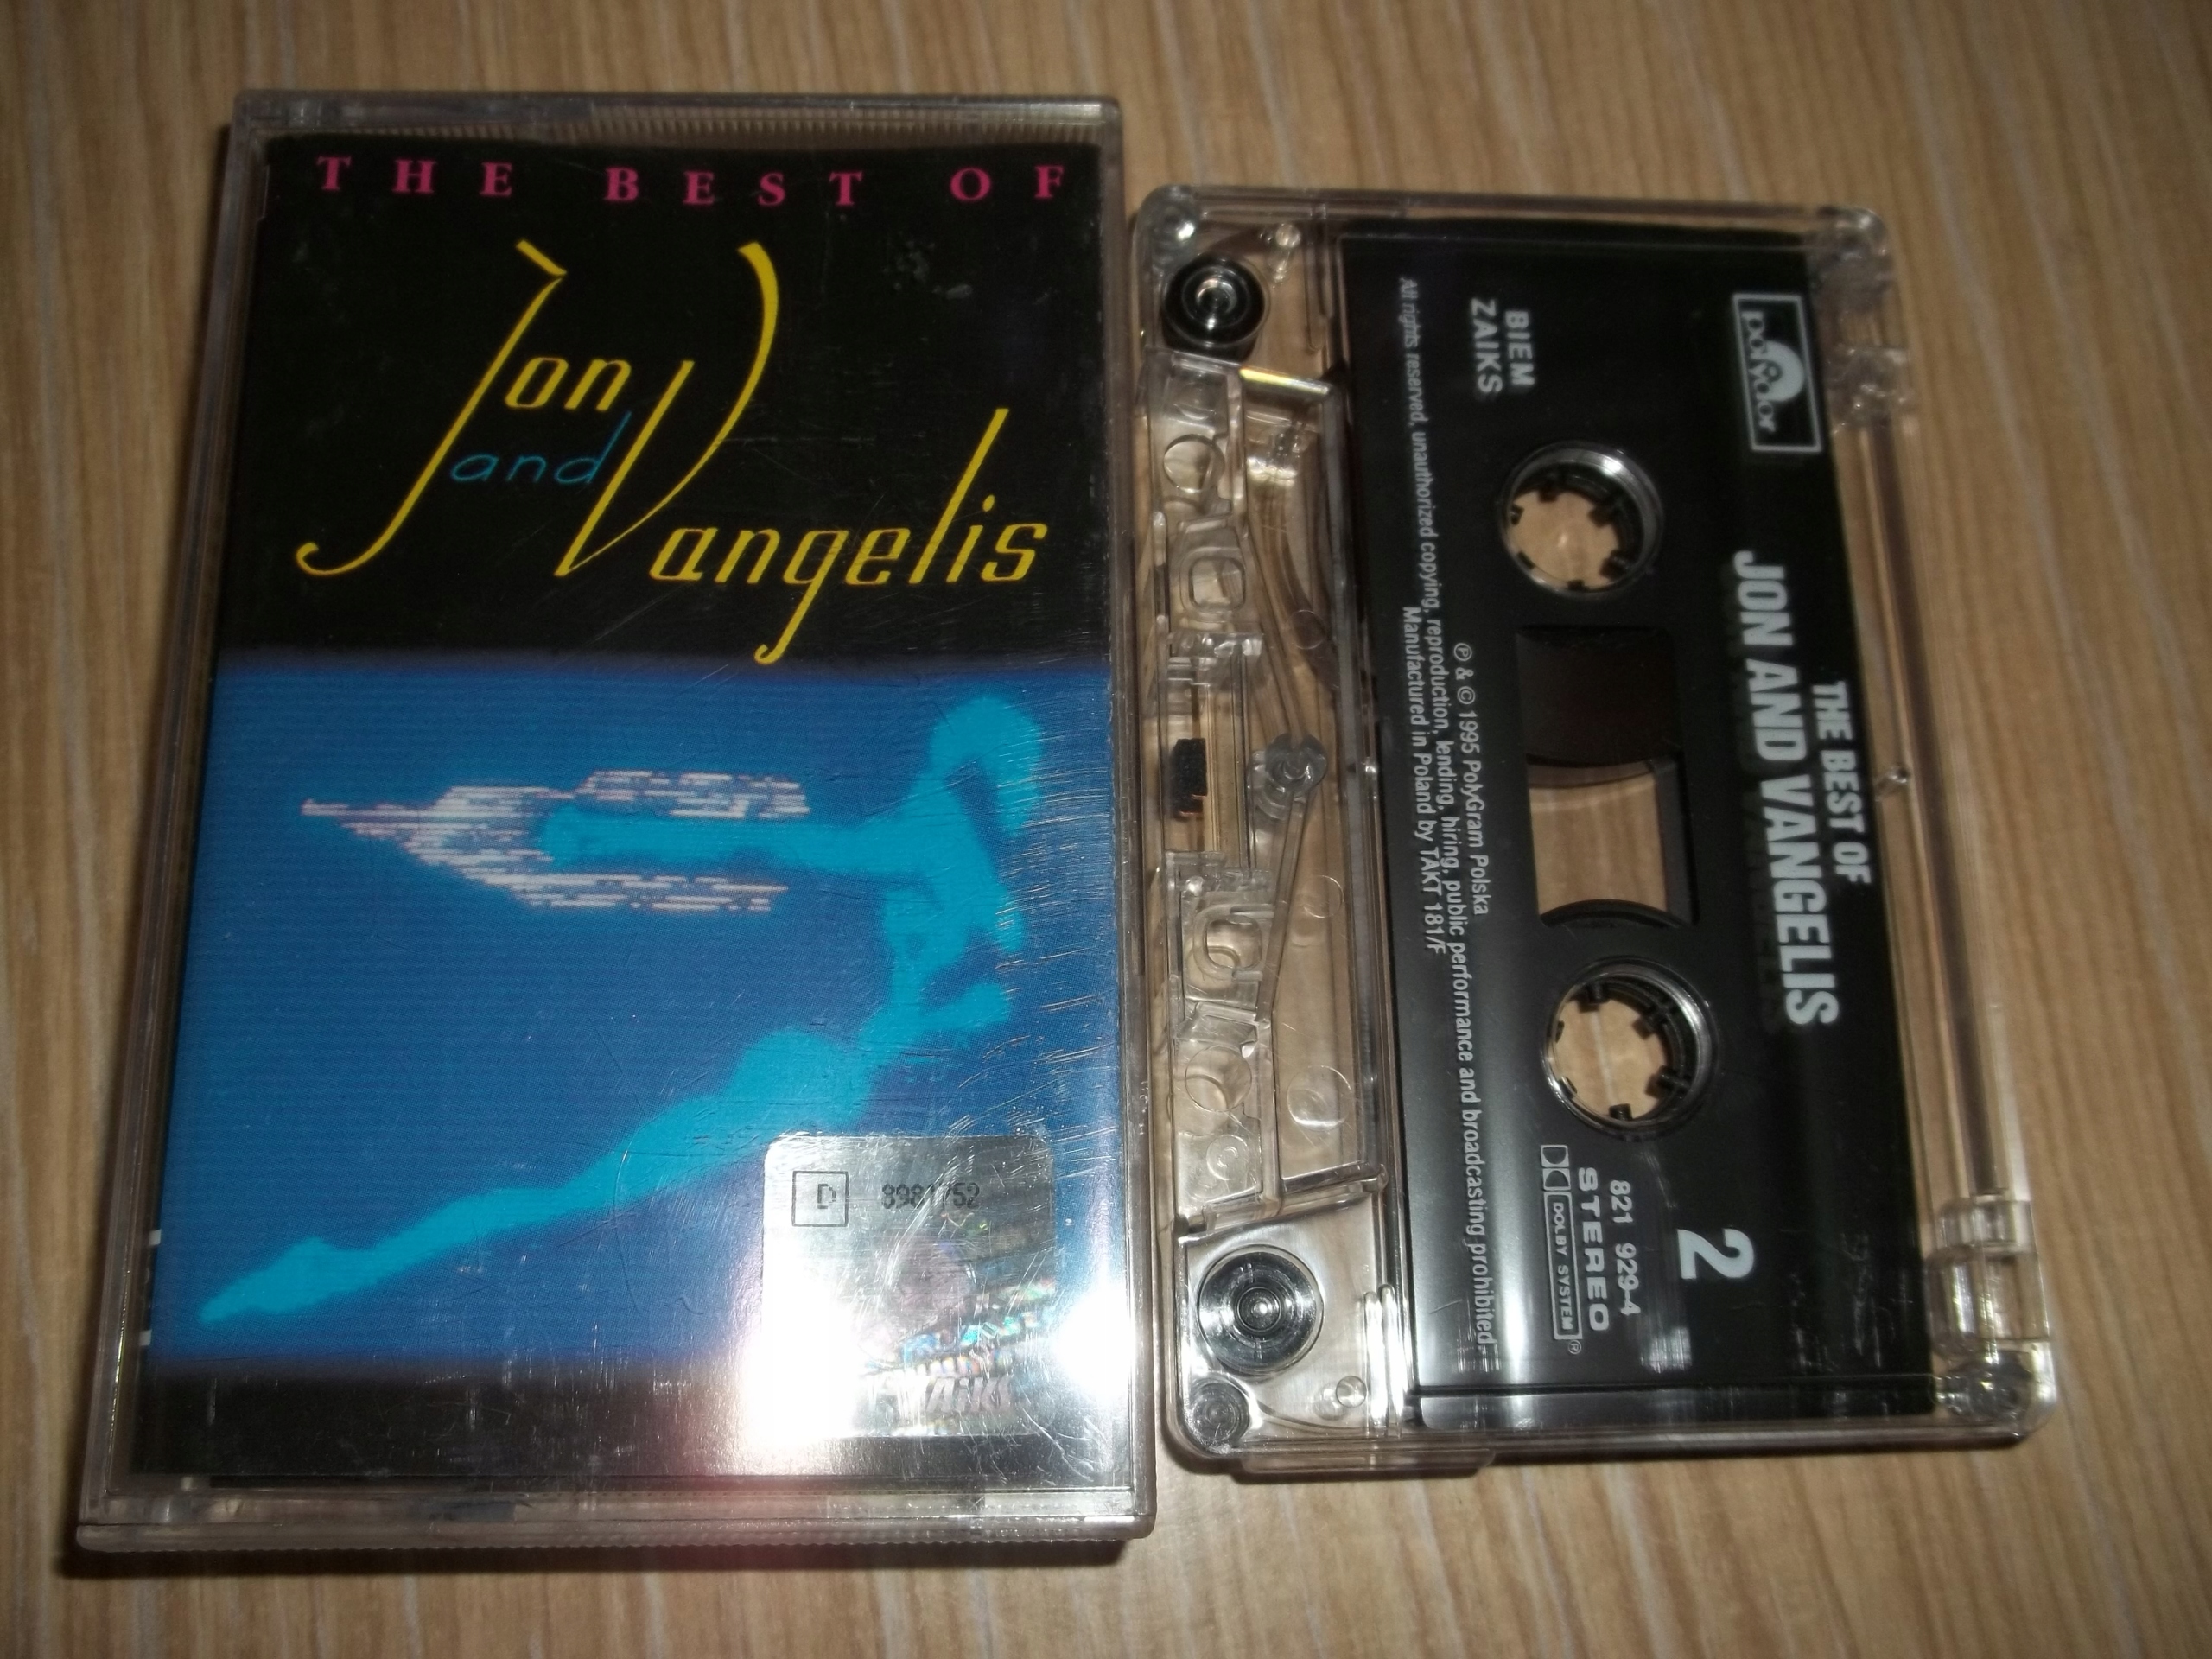 THE BEST OF
Jon
and
Vangelis
D 8981752
ZAiKS
polydor
THE BEST OF
JON AND VANGELIS
2
BIEM
ZAIKS
821 929-4
STEREO
DOLBY SYSTEM®
℗ & © 1995 PolyGram Polska
All rights reserved, unauthorized copying, reproduction, lending, hiring, public performance and broadcasting prohibited.
Manufactured in Poland by TAKT 181/F